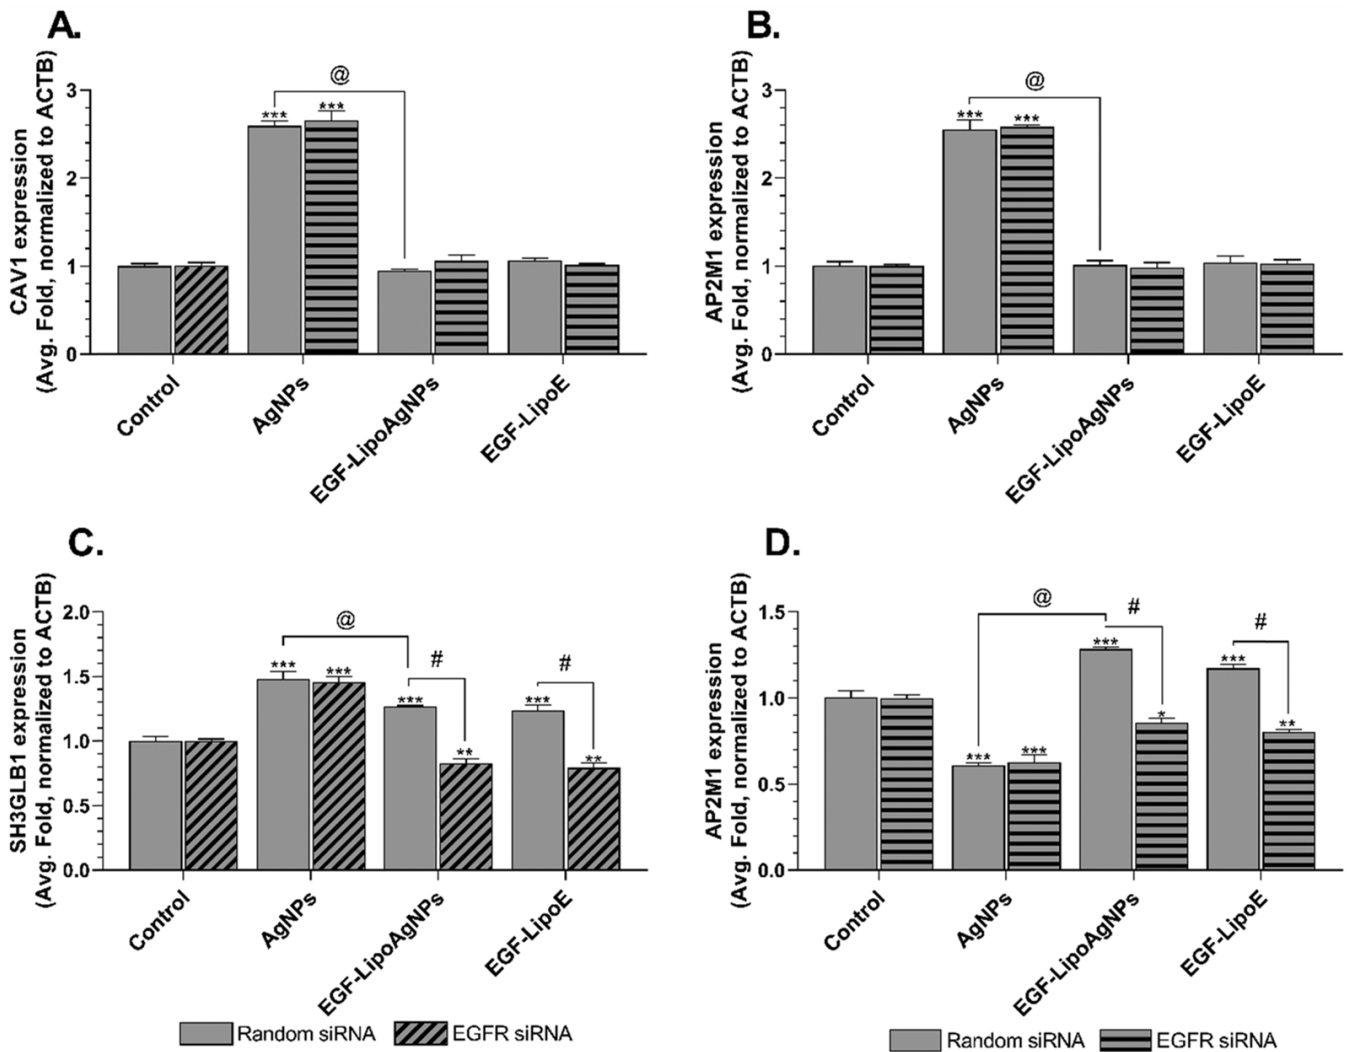 A.
CAV1 expression
(Avg. Fold, normalized to ACTB)
3
2
1
0
@
***
***
Control
AgNPs
EGF-LipoAgNPs
EGF-LipoE
B.
AP2M1 expression
(Avg. Fold, normalized to ACTB)
3
2
1
0
@
***
***
Control
AgNPs
EGF-LipoAgNPs
EGF-LipoE
C.
SH3GLB1 expression
(Avg. Fold, normalized to ACTB)
2.0
1.5
1.0
0.5
0.0
@
#
#
***
***
***
**
***
**
Control
AgNPs
EGF-LipoAgNPs
EGF-LipoE
Random siRNA
EGFR siRNA
D.
AP2M1 expression
(Avg. Fold, normalized to ACTB)
1.5
1.0
0.5
0.0
@
#
#
***
***
***
*
***
**
Control
AgNPs
EGF-LipoAgNPs
EGF-LipoE
Random siRNA
EGFR siRNA